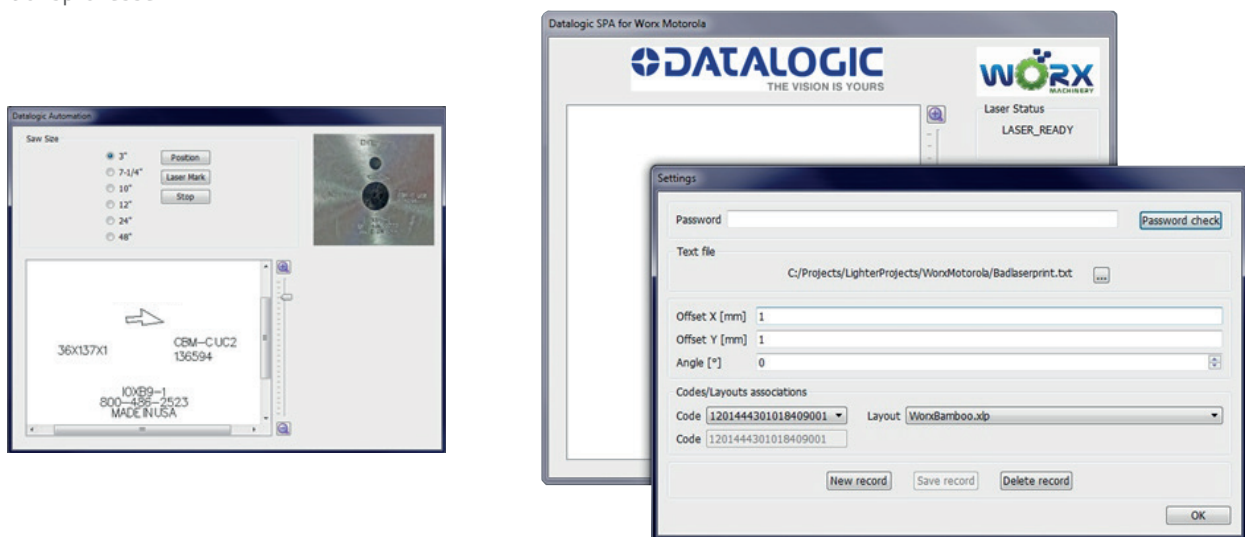 Datalogic Automation
Saw Size
3"
7-1/4"
10"
12"
24"
48"
Position
Laser Mark
Stop
36X137X1
CBM-CUC2
136594
10XB9-1
800-486-2523
MADE IN USA
Datalogic SPA for Worx Motorola
DATALOGIC
THE VISION IS YOURS
WORX
MACHINERY
Laser Status
LASER_READY
Settings
Password
Password check
Text file
C:/Projects/LighterProjects/WorxMotorola/Badlaserprint.txt
...
Offset X [mm] 1
Offset Y [mm] 1
Angle [°] 0
Codes/Layouts associations
Code 1201444301018409001 Layout WorxBamboo.xlp
Code 1201444301018409001
New record Save record Delete record
OK